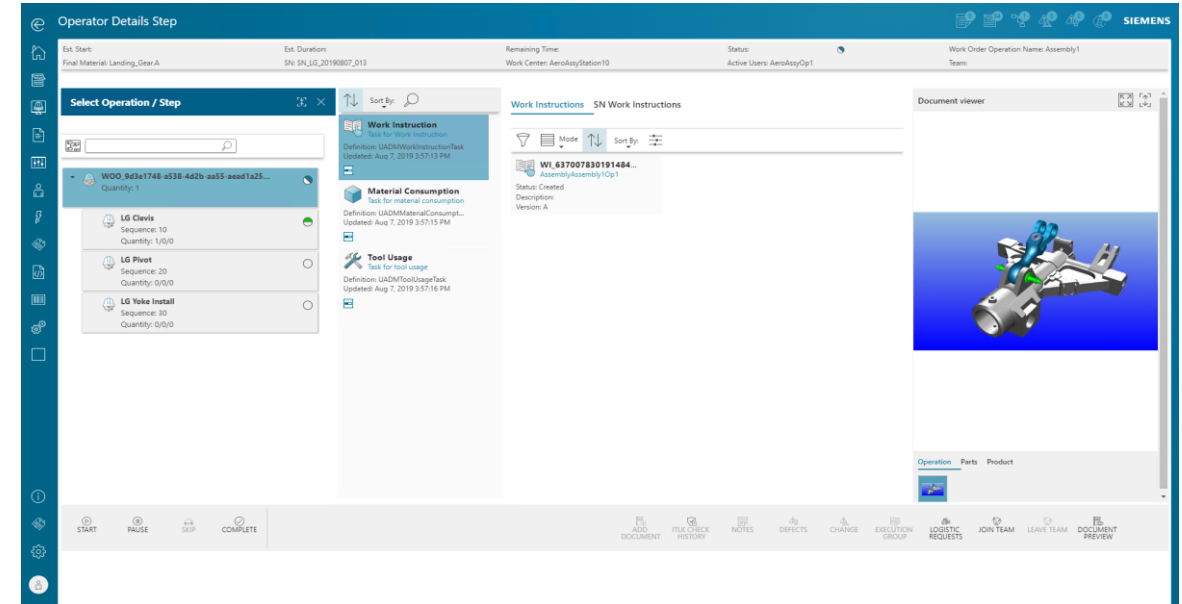 Operator Details Step
SIEMENS
Est. Start:
Est. Duration:
Remaining Time:
Status:
Work Order Operation Name: Assembly1
Final Material: Landing_Gear.A
SN: SN_LG_20190807_013
Work Center: AeroAssyStation10
Active Users: AeroAssyOp1
Team:
Select Operation / Step
WOO_9d3e1748-a538-4d2b-aa55-aead1a25...
Quantity: 1
LG Clevis
Sequence: 10
Quantity: 1/0/0
LG Pivot
Sequence: 20
Quantity: 0/0/0
LG Yoke Install
Sequence: 30
Quantity: 0/0/0
Sort By:
Work Instruction
Task for Work Instruction
Definition: UADMWorkInstructionTask
Updated: Aug 7, 2019 3:57:13 PM
Material Consumption
Task for material consumption
Definition: UADMMaterialConsumpt...
Updated: Aug 7, 2019 3:57:15 PM
Tool Usage
Task for tool usage
Definition: UADMToolUsageTask
Updated: Aug 7, 2019 3:57:16 PM
Work Instructions
SN Work Instructions
Mode
Sort By:
WI_637007830191484...
AssemblyAssembly1Op1
Status: Created
Description:
Version: A
Document viewer
Operation
Parts
Product
START
PAUSE
SKIP
COMPLETE
ADD
DOCUMENT
ITLK CHECK
HISTORY
NOTES
DEFECTS
CHANGE
EXECUTION
GROUP
LOGISTIC
REQUESTS
JOIN TEAM
LEAVE TEAM
DOCUMENT
PREVIEW